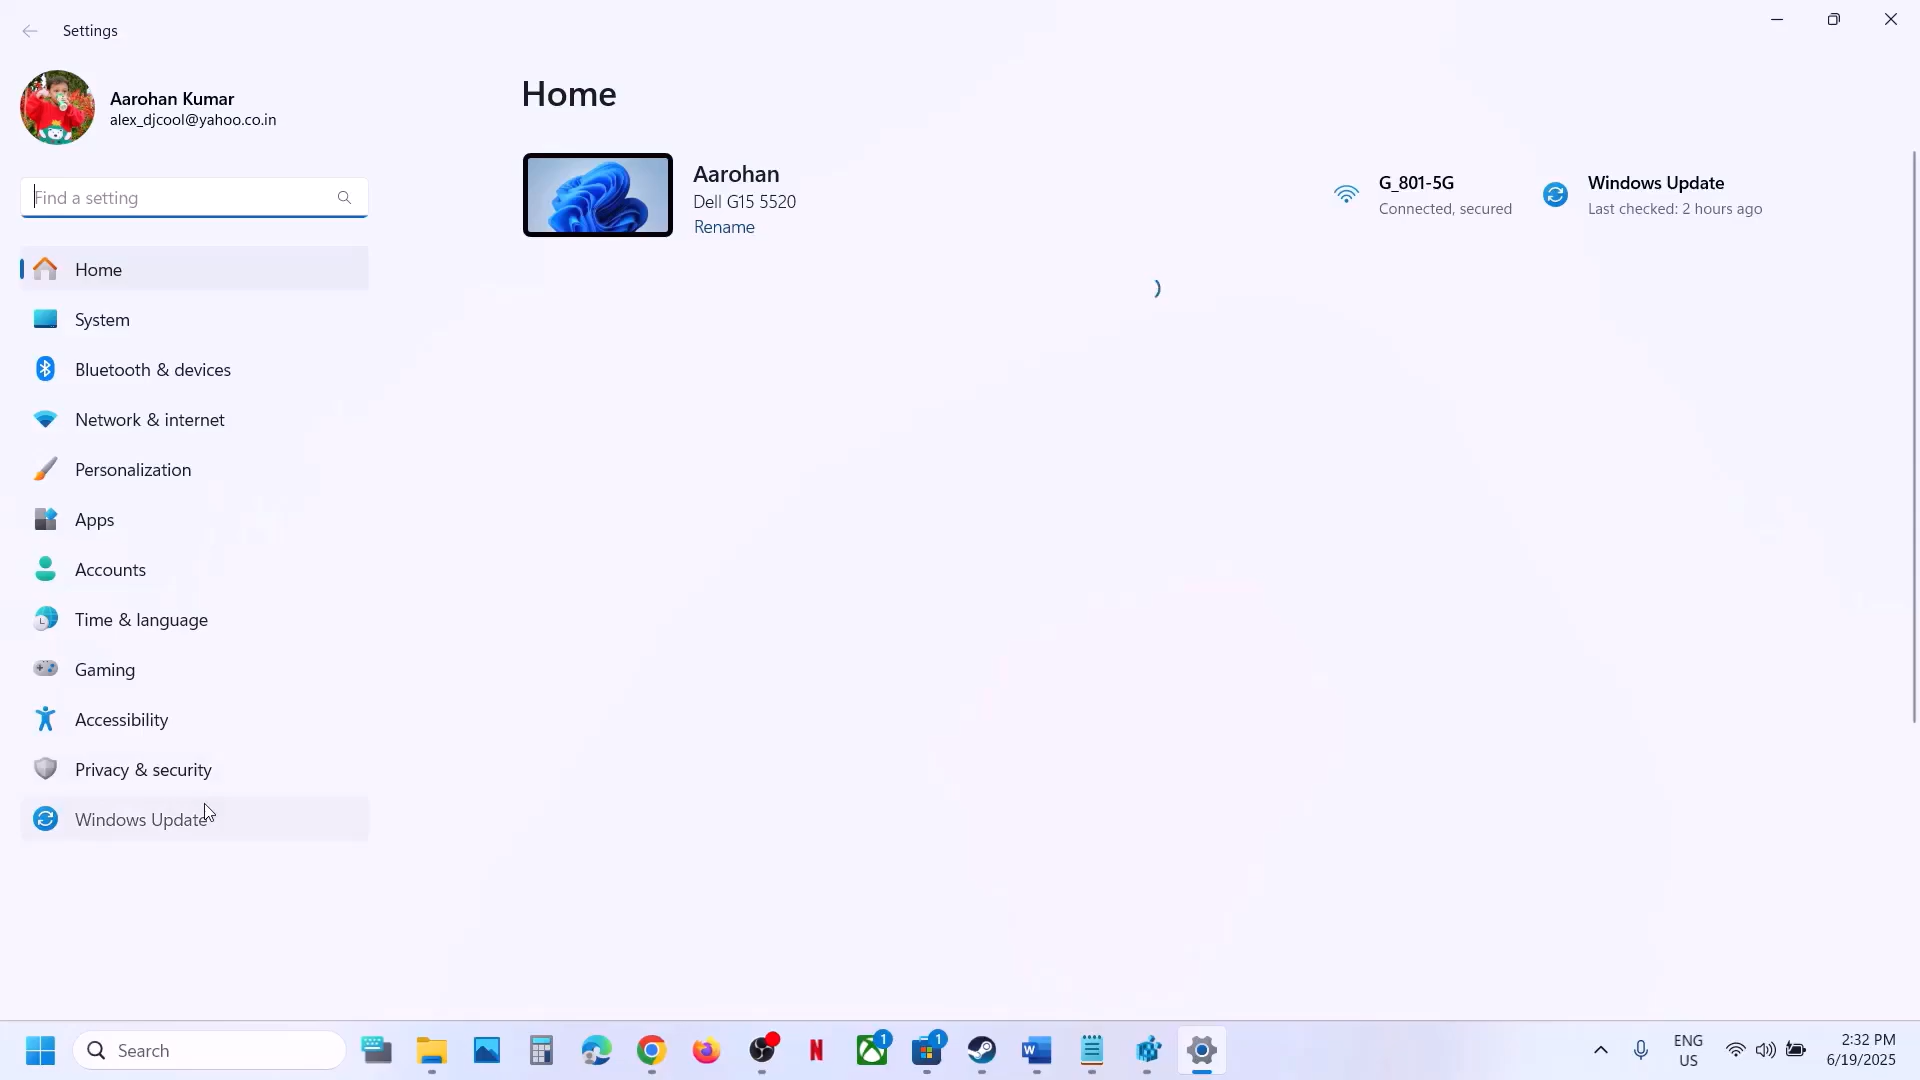 Settings
Aarohan Kumar
alex_djcool@yahoo.co.in
Find a setting
Home
System
Bluetooth & devices
Network & internet
Personalization
Apps
Accounts
Time & language
Gaming
Accessibility
Privacy & security
Windows Update
Home
Aarohan
Dell G15 5520
Rename
G_801-5G
Connected, secured
Windows Update
Last checked: 2 hours ago
Search
N
1
1
W
ENG
US
2:32 PM
6/19/2025